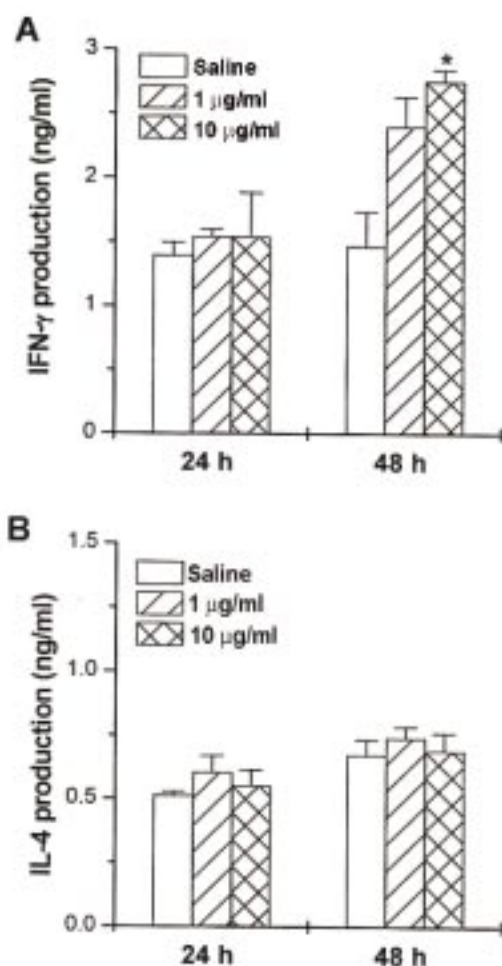 A
IFN-γ production (ng/ml)
3
2
1
0
Saline
1 μg/ml
10 μg/ml
*
24 h
48 h
B
IL-4 production (ng/ml)
1.5
1.0
0.5
0.0
Saline
1 μg/ml
10 μg/ml
24 h
48 h